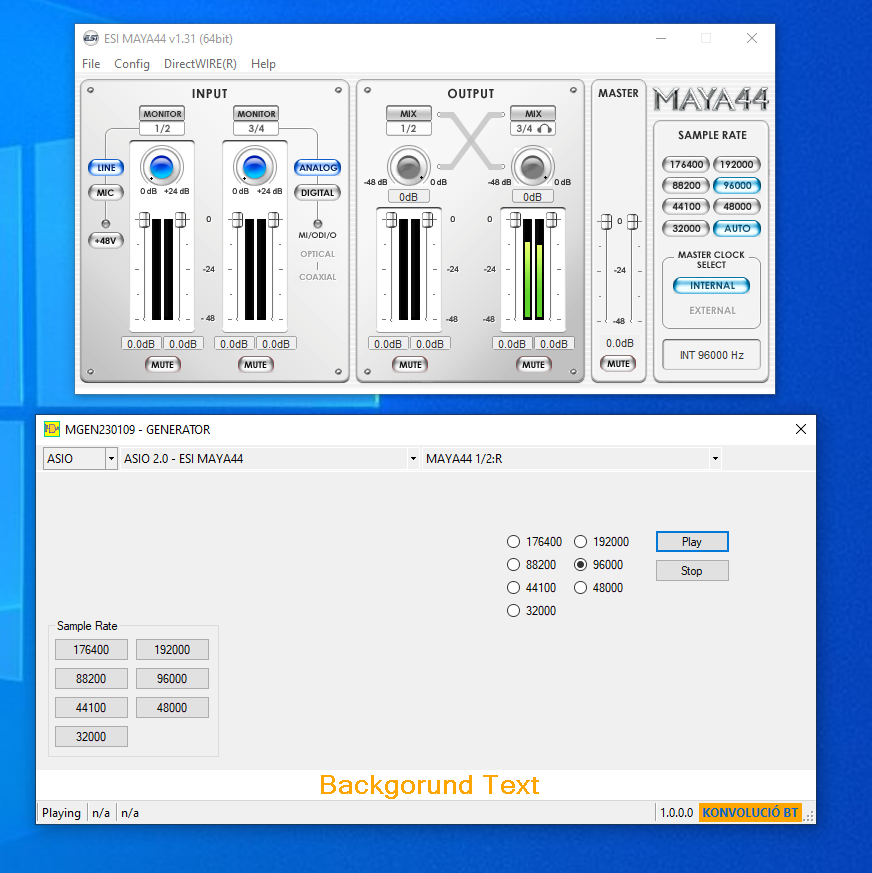 ESI MAYA44 v1.31 (64bit)
File Config DirectWIRE(R) Help
INPUT
MONITOR MONITOR
1/2 3/4
LINE ANALOG
MIC DIGITAL
0 dB +24 dB 0 dB +24 dB
+48V
MI/ODI/O
OPTICAL
COAXIAL
0
-24
-48
0.0dB 0.0dB 0.0dB 0.0dB
MUTE MUTE
OUTPUT
MIX MIX
1/2 3/4
-48 dB 0 dB -48 dB 0 dB
0dB 0dB
0 0
-24 -24
-48 -48
0.0dB 0.0dB 0.0dB 0.0dB
MUTE MUTE
MASTER
0
-24
-48
0.0dB
MUTE
MAYA44
SAMPLE RATE
176400 192000
88200 96000
44100 48000
32000 AUTO
MASTER CLOCK
SELECT
INTERNAL
EXTERNAL
INT 96000 Hz
MGEN230109 - GENERATOR
ASIO ASIO 2.0 - ESI MAYA44 MAYA44 1/2:R
176400 192000 Play
88200 96000 Stop
44100 48000
32000
Sample Rate
176400 192000
88200 96000
44100 48000
32000
Backgorund Text
Playing n/a n/a 1.0.0.0 KONVOLUCIÓ BT